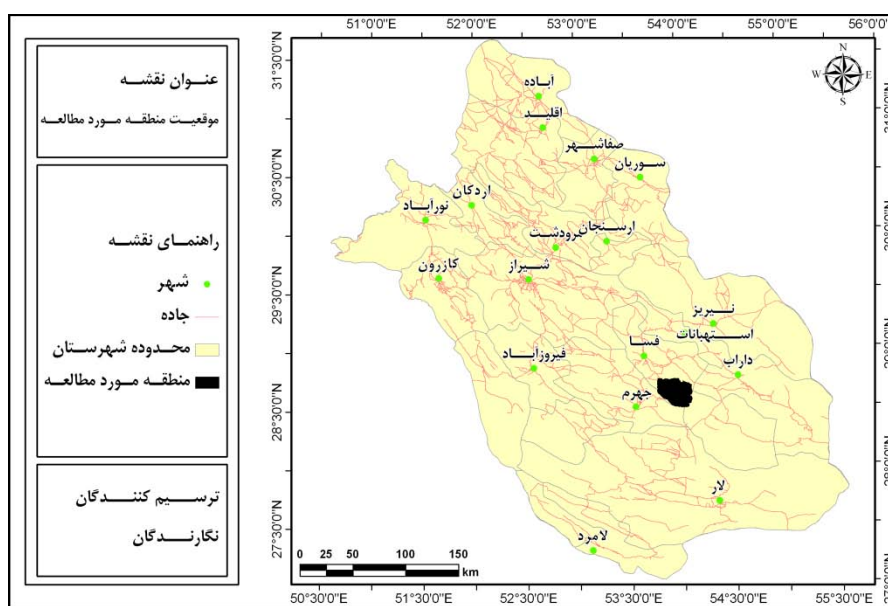 عنوان نقشه
موقعیت منطقه مورد مطالعه
راهنمای نقشه
شهر
جاده
محدوده شهرستان
منطقه مورد مطالعه
ترسیم کنندگان
نگارندگان
51°0'0"E 52°0'0"E 53°0'0"E 54°0'0"E 55°0'0"E 56°0'
31°30'0"N
30°30'0"N
29°30'0"N
28°30'0"N
27°30'0"N
N
W E
S
آباده
اقلید
صفاشهر
سوریان
اردکان
نورآباد
ارسنجان
مرودشت
کازرون
شیراز
نیریز
استهبانات
فسا
فیروزآباد
داراب
جهرم
لار
لامرد
0 25 50 100 150
km
50°30'0"E 51°30'0"E 52°30'0"E 53°30'0"E 54°30'0"E 55°30'0"E